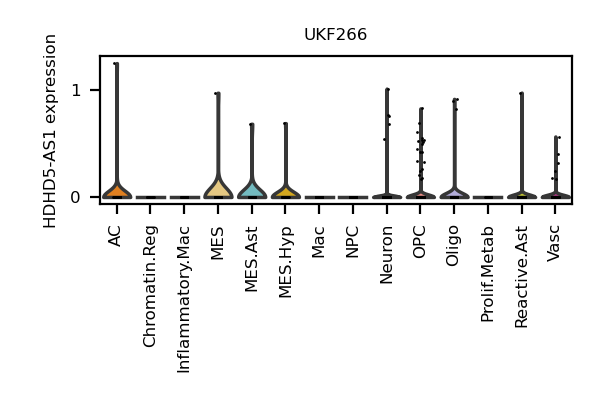 UKF266
HDHD5-AS1 expression
1
0
AC
Chromatin.Reg
Inflammatory.Mac
MES
MES.Ast
MES.Hyp
Mac
NPC
Neuron
OPC
Oligo
Prolif.Metab
Reactive.Ast
Vasc